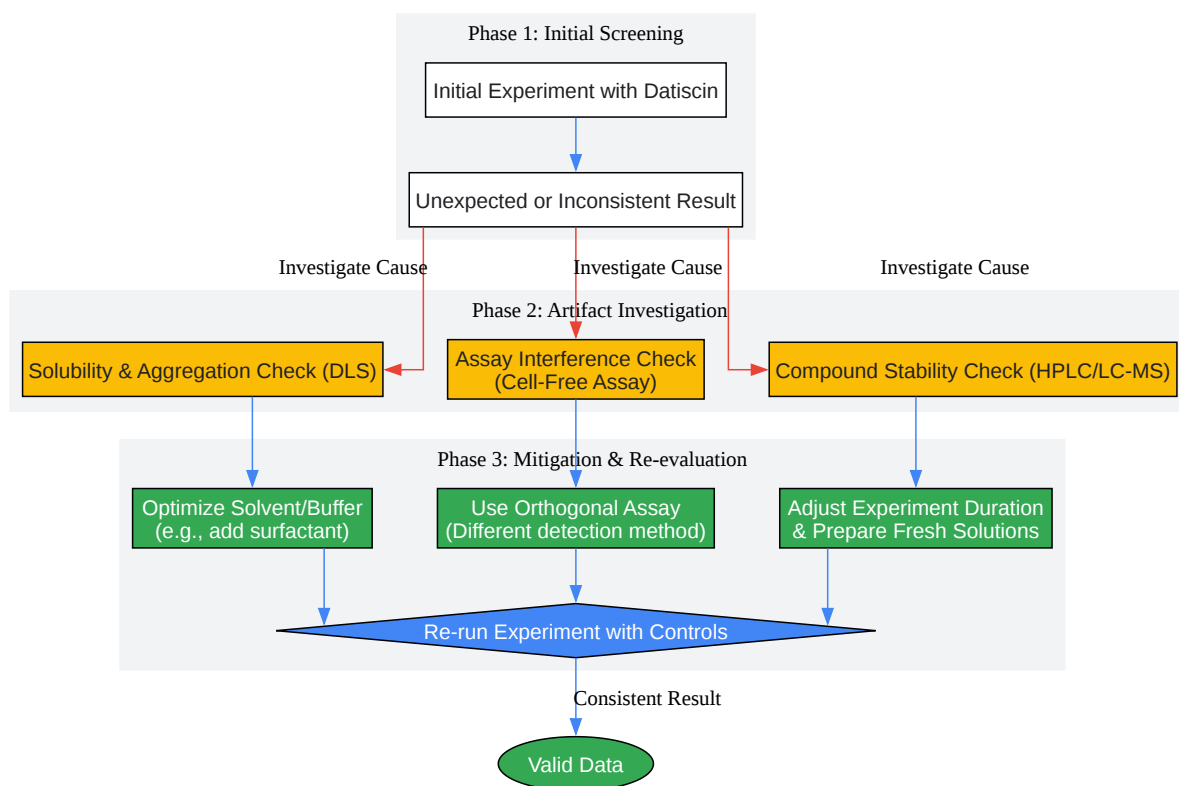 Phase 1: Initial Screening
Initial Experiment with Datiscin
Unexpected or Inconsistent Result
Investigate Cause
Investigate Cause
Investigate Cause
Phase 2: Artifact Investigation
Solubility & Aggregation Check (DLS)
Assay Interference Check
(Cell-Free Assay)
Compound Stability Check (HPLC/LC-MS)
Phase 3: Mitigation & Re-evaluation
Optimize Solvent/Buffer
(e.g., add surfactant)
Use Orthogonal Assay
(Different detection method)
Adjust Experiment Duration
& Prepare Fresh Solutions
Re-run Experiment with Controls
Consistent Result
Valid Data